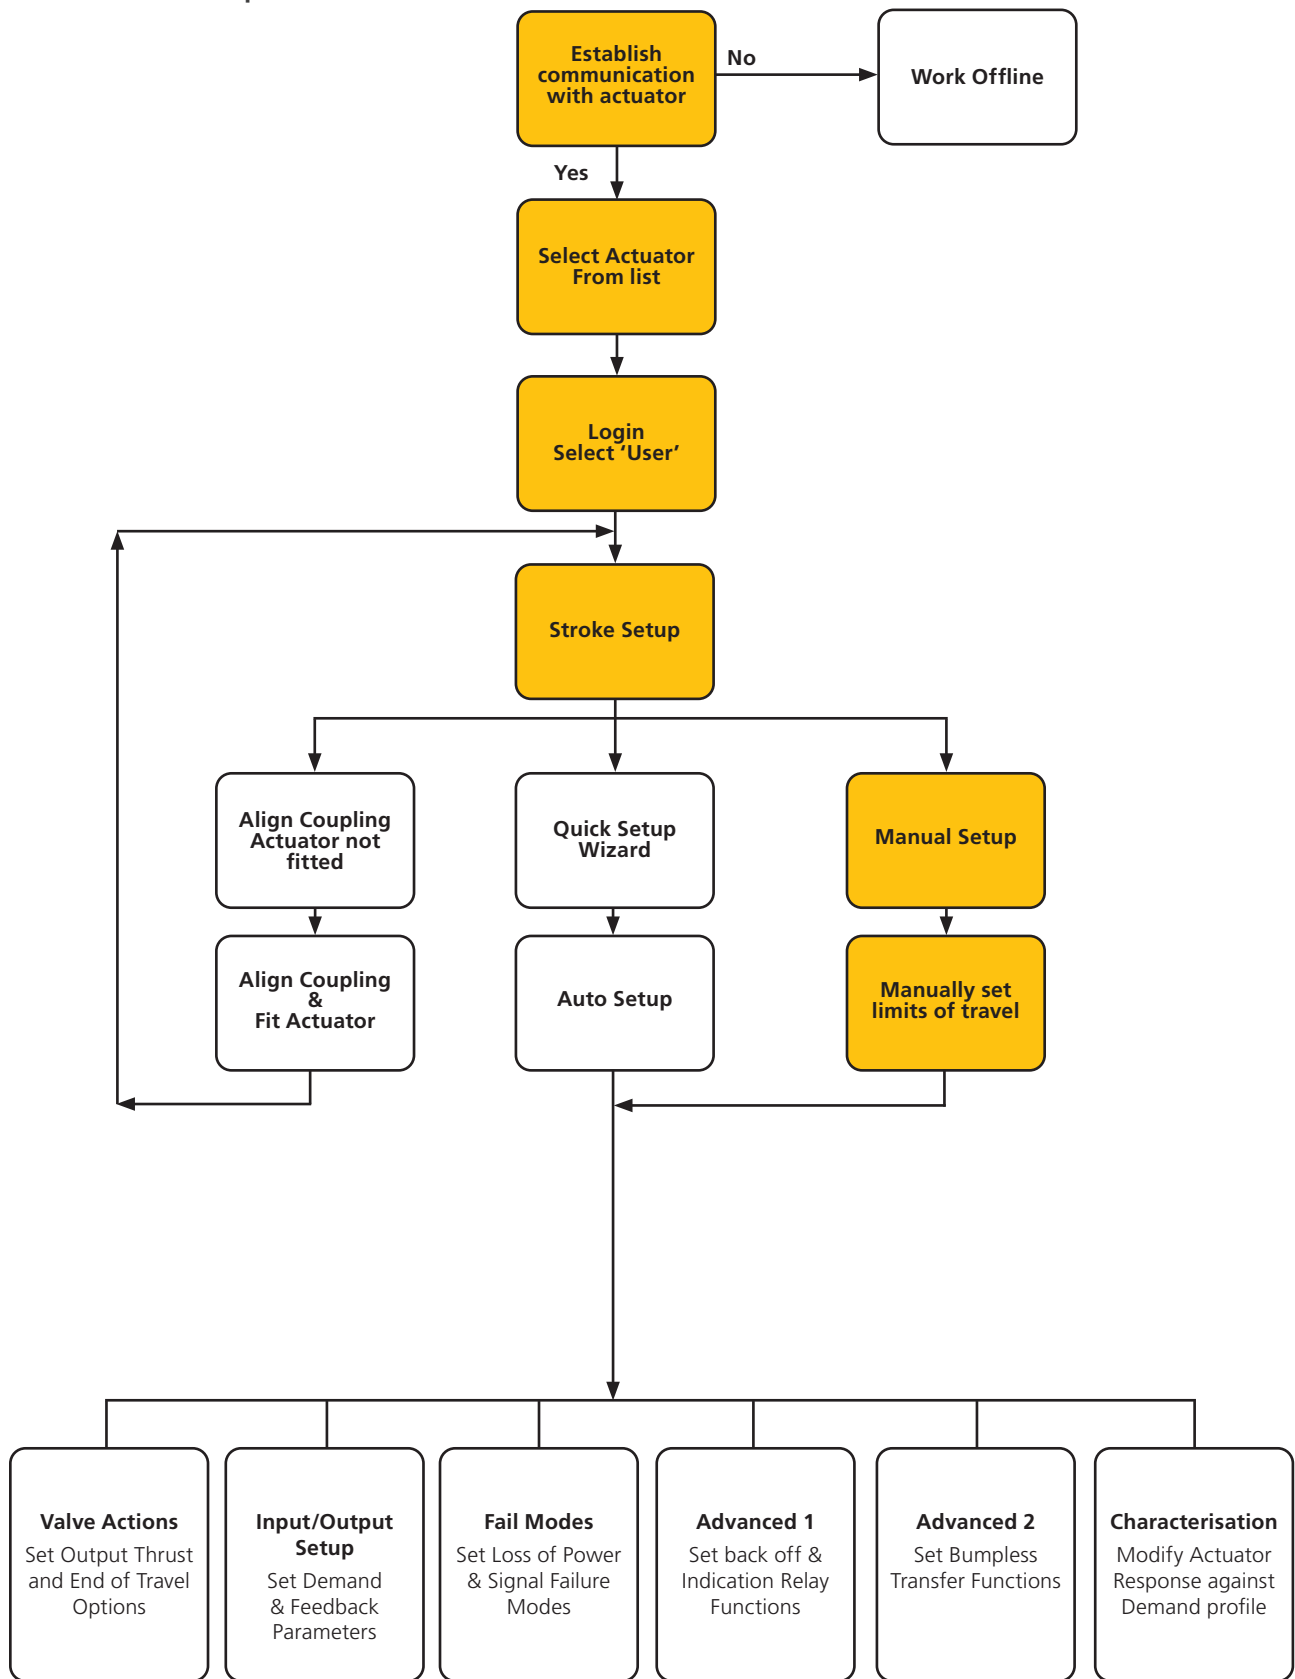 Establish
communication
with actuator
No
Work Offline
Yes
Select Actuator
From list
Login
Select ‘User’
Stroke Setup
Align Coupling
Actuator not
fitted
Quick Setup
Wizard
Manual Setup
Align Coupling
&
Fit Actuator
Auto Setup
Manually set
limits of travel
Valve Actions
Set Output Thrust
and End of Travel
Options
Input/Output
Setup
Set Demand
& Feedback
Parameters
Fail Modes
Set Loss of Power
& Signal Failure
Modes
Advanced 1
Set back off &
Indication Relay
Functions
Advanced 2
Set Bumpless
Transfer Functions
Characterisation
Modify Actuator
Response against
Demand profile